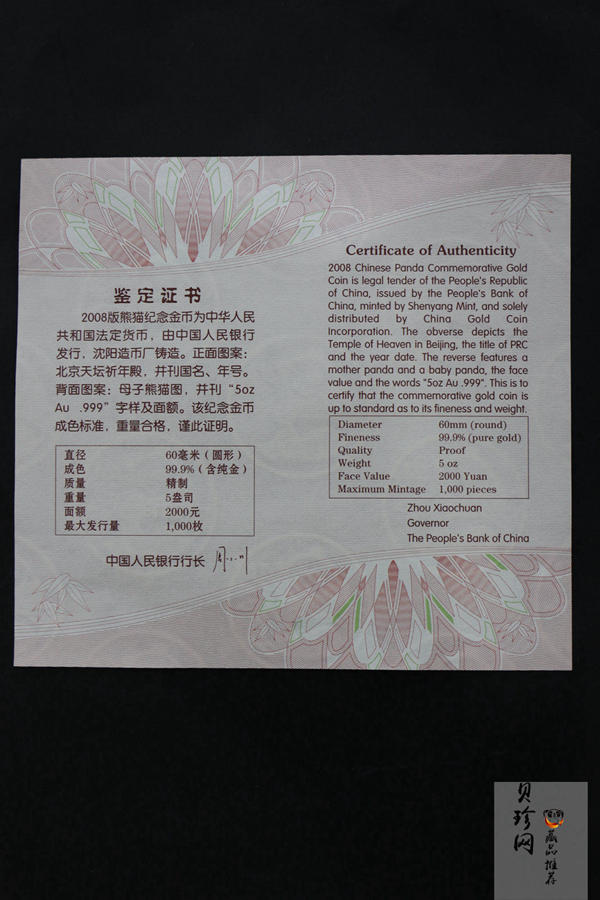 鉴定证书
2008版熊猫纪念金币为中华人民
共和国法定货币，由中国人民银行
发行，沈阳造币厂铸造。正面图案：
北京天坛祈年殿，并刊国名、年号。
背面图案：母子熊猫图，并刊“5oz
Au .999”字样及面额。该纪念金币
成色标准，重量合格，谨此证明。
直径 60毫米（圆形）
成色 99.9%（含纯金）
质量 精制
重量 5盎司
面额 2000元
最大发行量 1,000枚
中国人民银行行长
Certificate of Authenticity
2008 Chinese Panda Commemorative Gold
Coin is legal tender of the People's Republic
of China, issued by the People's Bank of
China, minted by Shenyang Mint, and solely
distributed by China Gold Coin
Incorporation. The obverse depicts the
Temple of Heaven in Beijing, the title of PRC
and the year date. The reverse features a
mother panda and a baby panda, the face
value and the words "5oz Au .999". This is to
certify that the commemorative gold coin is
up to standard as to its fineness and weight.
Diameter 60mm (round)
Fineness 99.9% (pure gold)
Quality Proof
Weight 5 oz
Face Value 2000 Yuan
Maximum Mintage 1,000 pieces
Zhou Xiaochuan
Governor
The People's Bank of China
贝珍网
藏品推荐